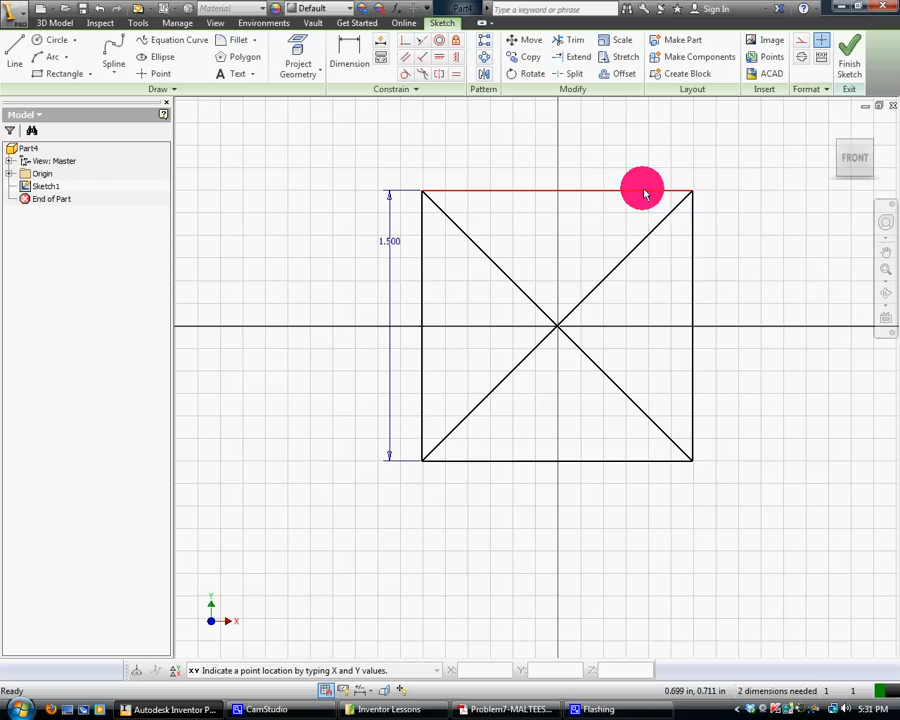 Material
Default
Part4
Type a keyword or phrase
Sign In
3D Model Inspect Tools Manage View Environments Vault Get Started Online Sketch
PRO
Line
Circle
Arc
Rectangle
Spline
Equation Curve
Ellipse
Point
Fillet
Polygon
Text
Project
Geometry
Dimension
Pattern
Move
Copy
Rotate
Trim
Extend
Split
Scale
Stretch
Offset
Make Part
Make Components
Create Block
Image
Points
ACAD
Finish
Sketch
Draw
Constrain
Modify
Layout
Insert
Format
Exit
Model
Part4
View: Master
Origin
Sketch1
End of Part
FRONT
1.500
Y
X
XY Indicate a point location by typing X and Y values.
X:
Y:
Z:
Ready
0.699 in, 0.711 in 2 dimensions needed 1 1
Autodesk Inventor P...
CamStudio
Inventor Lessons
Problem7-MALTEES...
Flashing
5:31 PM